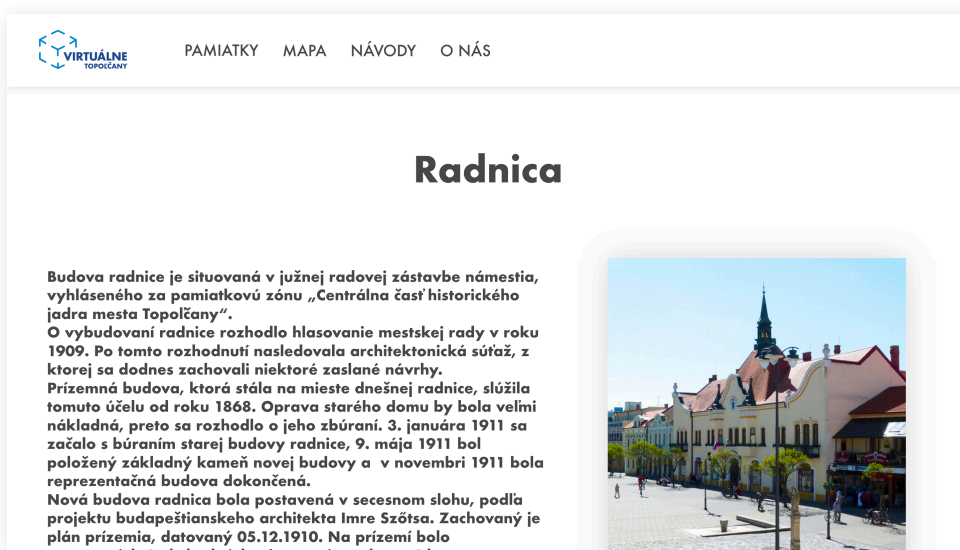 VIRTUÁLNE
TOPOĽČANY
PAMIATKY MAPA NÁVODY O NÁS
Radnica
Budova radnice je situovaná v južnej radovej zástavbe námestia,
vyhláseného za pamiatkovú zónu „Centrálna časť historického
jadra mesta Topolčany“.
O vybudovaní radnice rozhodlo hlasovanie mestskej rady v roku
1909. Po tomto rozhodnutí nasledovala architektonická súťaž, z
ktorej sa dodnes zachovali niektoré zaslané návrhy.
Prízemná budova, ktorá stála na mieste dnešnej radnice, slúžila
tomuto účelu od roku 1868. Oprava starého domu by bola veľmi
nákladná, preto sa rozhodlo o jeho zbúraní. 3. januára 1911 sa
začalo s búraním starej budovy radnice, 9. mája 1911 bol
položený základný kameň novej budovy a  v novembri 1911 bola
reprezentačná budova dokončená.
Nová budova radnica bola postavená v secesnom slohu, podľa
projektu budapeštianskeho architekta Imre Szőtsa. Zachovaný je
plán prízemia, datovaný 05.12.1910. Na prízemí bolo